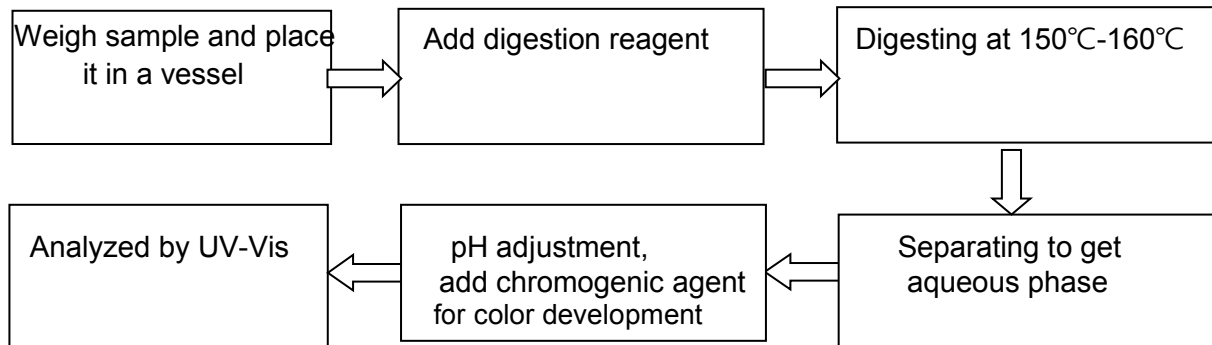 Weigh sample and place
it in a vessel
Add digestion reagent
Digesting at 150℃-160℃
Separating to get
aqueous phase
pH adjustment,
add chromogenic agent
for color development
Analyzed by UV-Vis